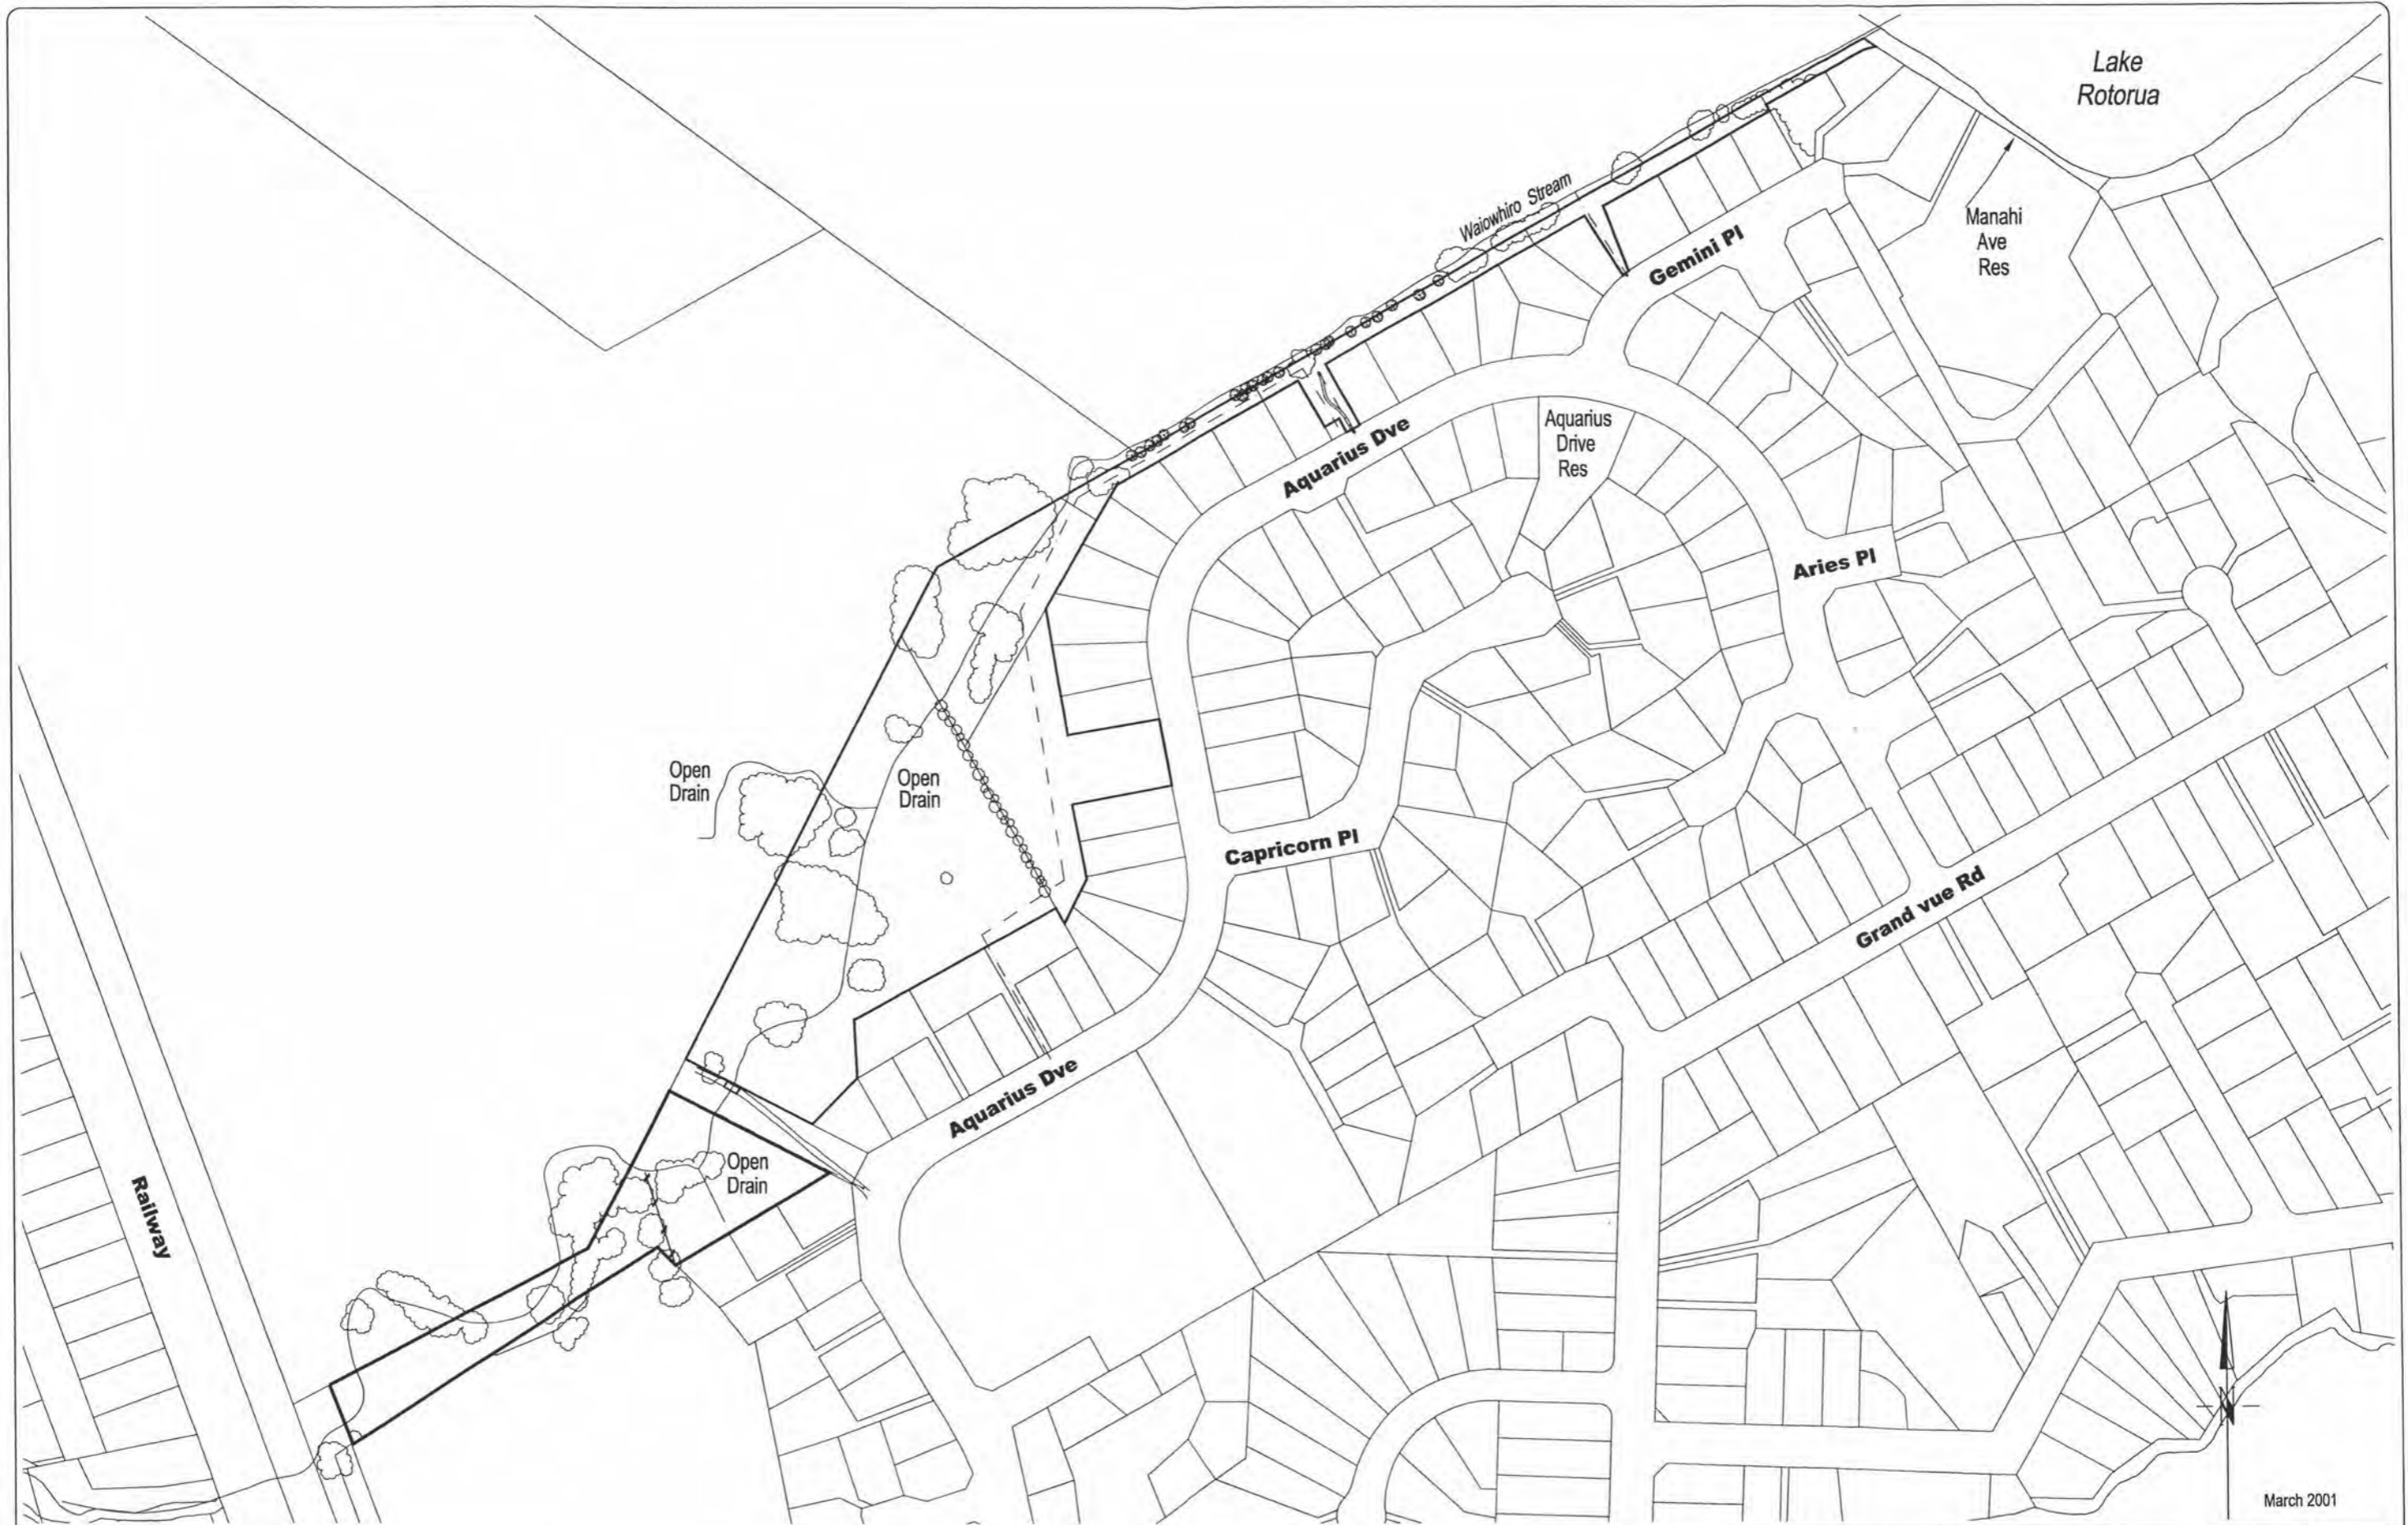 Lake
Rotorua
Waiowhiro Stream
Manahi
Ave
Res
Gemini Pl
Aquarius
Drive
Res
Aquarius Dve
Aries Pl
Open
Drain
Open
Drain
Capricorn Pl
Grand vue Rd
Aquarius Dve
Open
Drain
Railway
N
March 2001